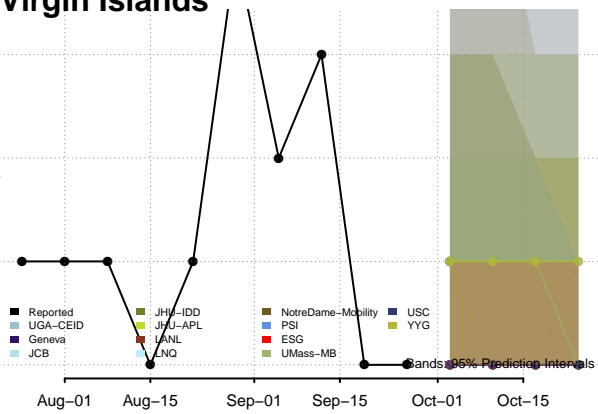 Virgin Islands
Reported JHU−IDD NotreDame−Mobility USC
UGA−CEID JHU−APL PSI YYG
Geneva LANL ESG
JCB LNQ UMass−MB
Bands: 95% Prediction Intervals
Aug−01 Aug−15 Sep−01 Sep−15 Oct−01 Oct−15